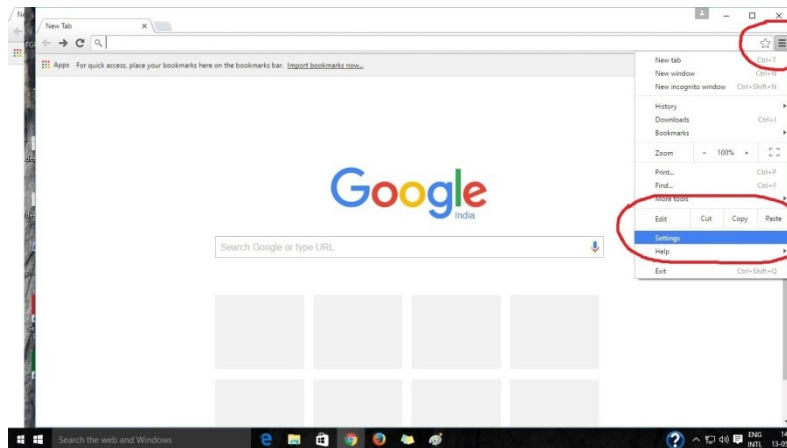 New Tab
Apps For quick access, place your bookmarks here on the bookmarks bar. Import bookmarks now...
New tab Ctrl+T
New window Ctrl+N
New incognito window Ctrl+Shift+N
History
Downloads Ctrl+J
Bookmarks
Zoom - 100% +
Print... Ctrl+P
Find... Ctrl+F
More tools
Edit Cut Copy Paste
Settings
Help
Exit Ctrl+Shift+Q
Google
India
Search Google or type URL
Search the web and Windows
ENG
INTL